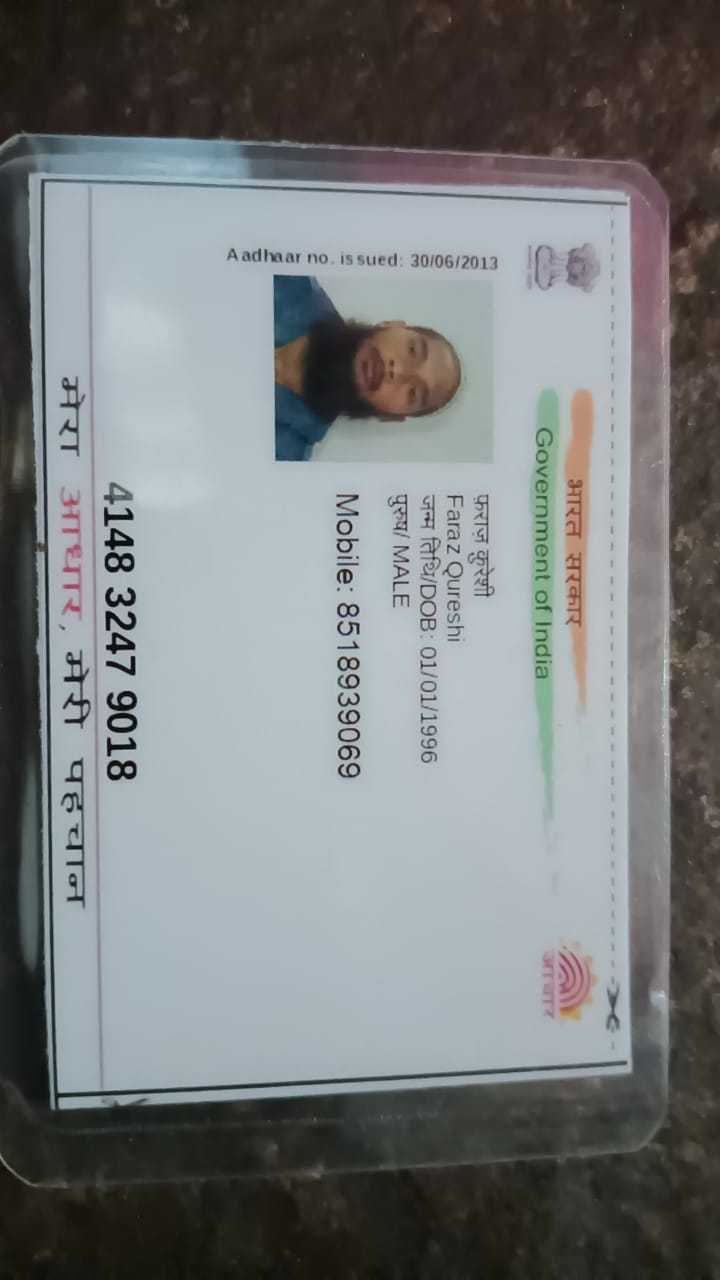 भारत सरकार
Government of India
आधार
Aadhaar no. issued: 30/06/2013
फ़राज़ कुरेशी
Faraz Qureshi
जन्म तिथि/DOB: 01/01/1996
पुरुष/ MALE
Mobile: 8518939069
4148 3247 9018
मेरा आधार, मेरी पहचान